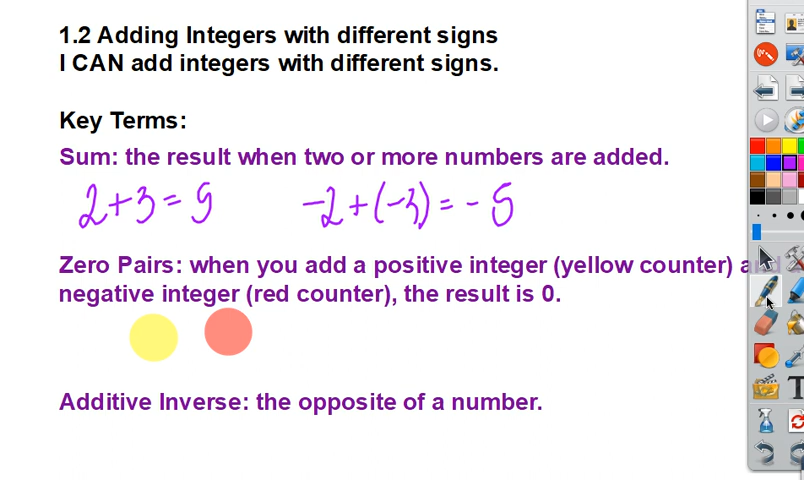 1.2 Adding Integers with different signs
I CAN add integers with different signs.
Key Terms:
Sum: the result when two or more numbers are added.
2+3=5 -2+(-3)=-5
Zero Pairs: when you add a positive integer (yellow counter) and
negative integer (red counter), the result is 0.
Additive Inverse: the opposite of a number.
T